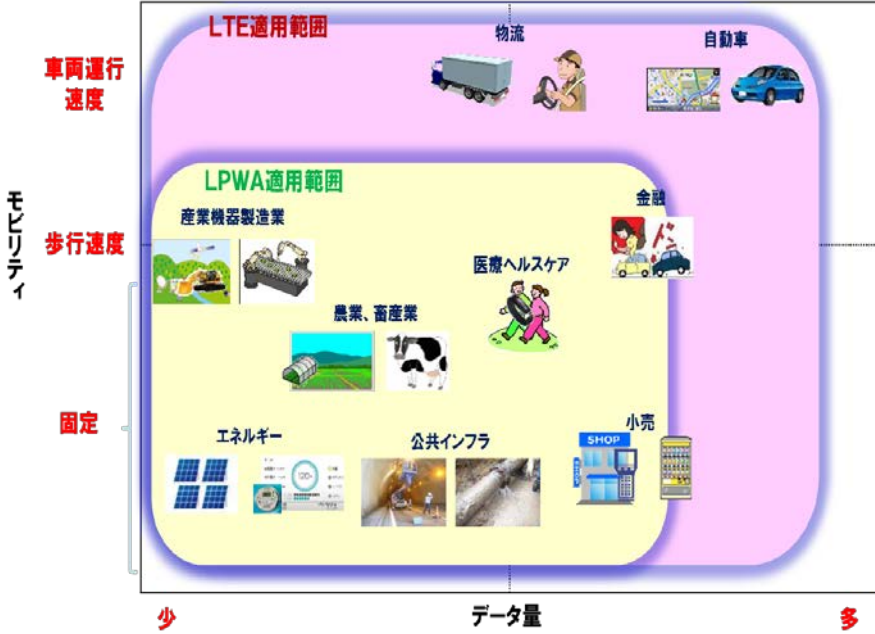 LTE適用範囲
物流
自動車
車両運行
速度
LPWA適用範囲
モビリティ
産業機器製造業
金融
歩行速度
医療ヘルスケア
農業、畜産業
固定
エネルギー
公共インフラ
小売
SHOP
少
データ量
多